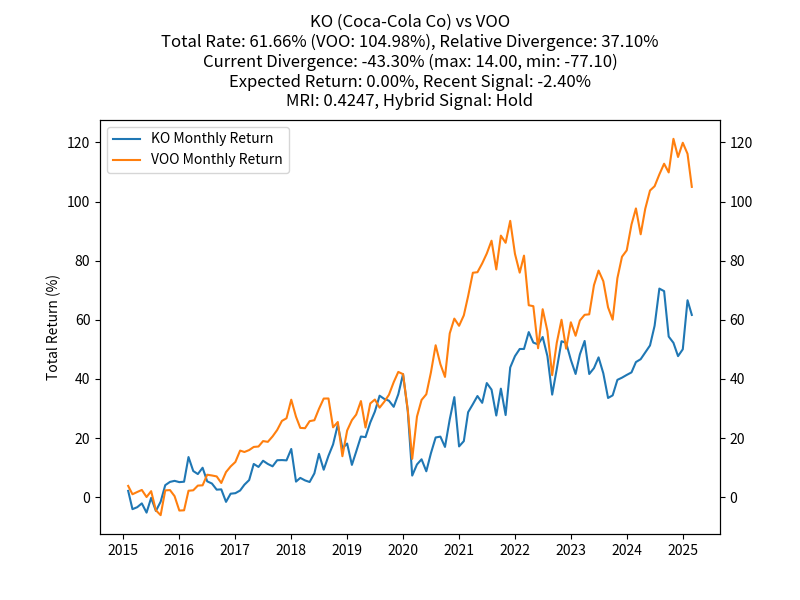 KO (Coca-Cola Co) vs VOO
Total Rate: 61.66% (VOO: 104.98%), Relative Divergence: 37.10%
Current Divergence: -43.30% (max: 14.00, min: -77.10)
Expected Return: 0.00%, Recent Signal: -2.40%
MRI: 0.4247, Hybrid Signal: Hold
KO Monthly Return
VOO Monthly Return
Total Return (%)
120 120
100 100
80 80
60 60
40 40
20 20
0 0
2015 2016 2017 2018 2019 2020 2021 2022 2023 2024 2025